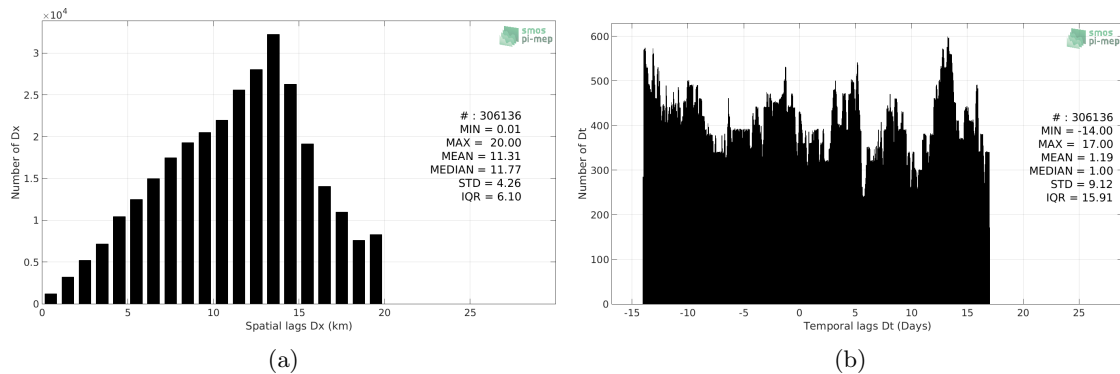 ×10⁴
3
2.5
2
1.5
1
0.5
0
Number of Dx
0 5 10 15 20 25
Spatial lags Dx (km)
smos
pi-mep
# : 306136
MIN = 0.01
MAX = 20.00
MEAN = 11.31
MEDIAN = 11.77
STD = 4.26
IQR = 6.10
(a)
600
500
400
300
200
100
0
Number of Dt
-15 -10 -5 0 5 10 15 20 25
Temporal lags Dt (Days)
smos
pi-mep
# : 306136
MIN = -14.00
MAX = 17.00
MEAN = 1.19
MEDIAN = 1.00
STD = 9.12
IQR = 15.91
(b)